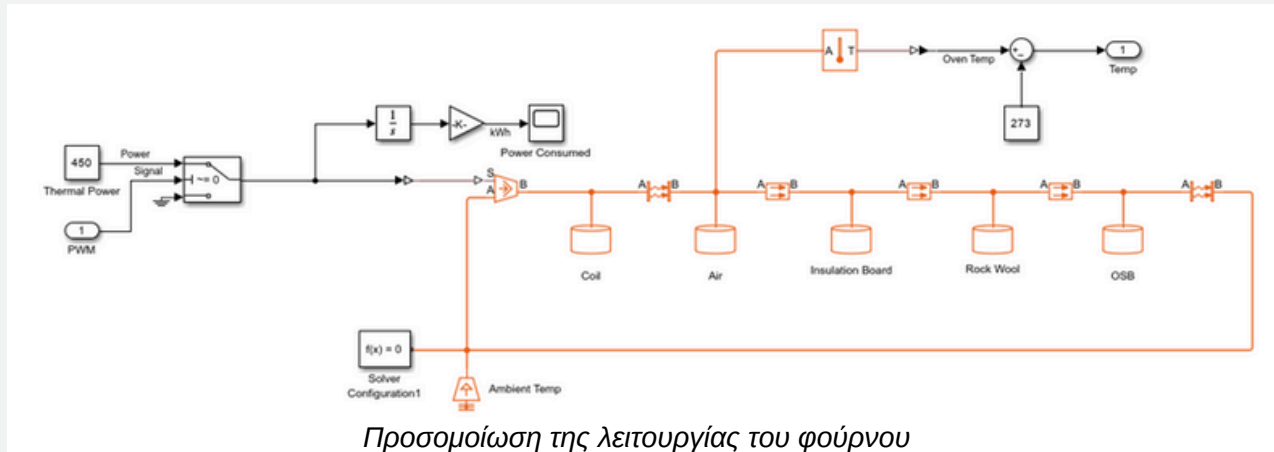 A T
Oven Temp
+
-
1
Temp
273
1
s
-K-
kWh
Power Consumed
450
Power
Thermal Power
Signal
~= 0
1
PWM
S
A B
A B
A B
A B
A B
A B
Coil
Air
Insulation Board
Rock Wool
OSB
f(x) = 0
Solver
Configuration1
Ambient Temp
Προσομοίωση της λειτουργίας του φούρνου